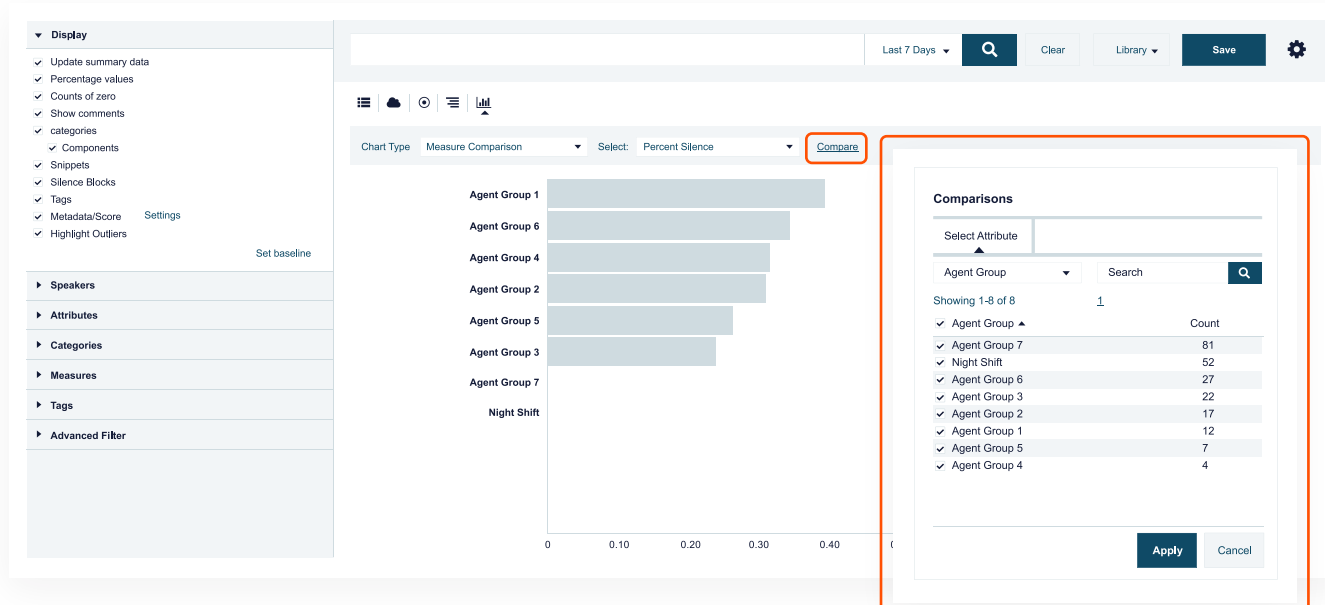 Display
Update summary data
Percentage values
Counts of zero
Show comments
categories
Components
Snippets
Silence Blocks
Tags
Metadata/Score Settings
Highlight Outliers
Set baseline
Speakers
Attributes
Categories
Measures
Tags
Advanced Filter
Last 7 Days Clear Library Save
Chart Type Measure Comparison Select: Percent Silence Compare
Agent Group 1
Agent Group 6
Agent Group 4
Agent Group 2
Agent Group 5
Agent Group 3
Agent Group 7
Night Shift
0 0.10 0.20 0.30 0.40
Comparisons
Select Attribute
Agent Group Search
Showing 1-8 of 8 1
Agent Group Count
Agent Group 7 81
Night Shift 52
Agent Group 6 27
Agent Group 3 22
Agent Group 2 17
Agent Group 1 12
Agent Group 5 7
Agent Group 4 4
Apply Cancel